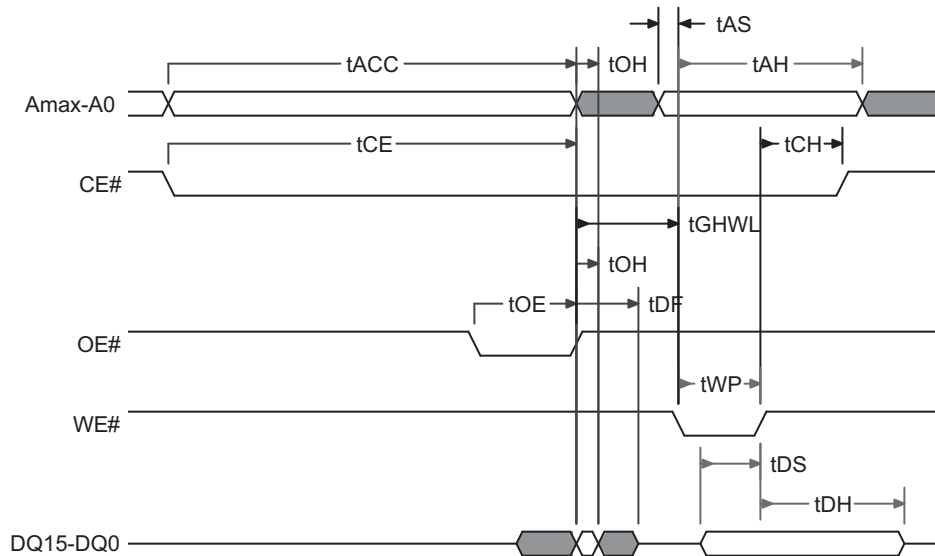 tAS
tACC
tOH
tAH
Amax-A0
tCE
tCH
CE#
tGHWL
tOH
tOE
tDF
OE#
tWP
WE#
tDS
tDH
DQ15-DQ0